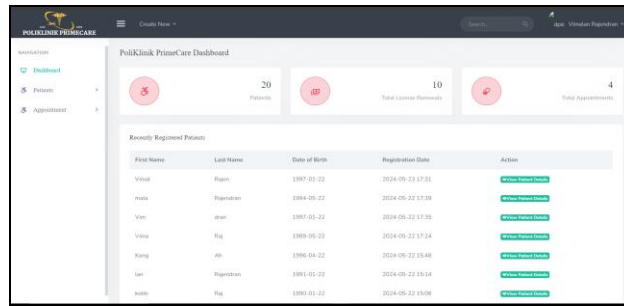 POLIKLINIK PRIMECARE
Create New
Search...
dpac Vimalan Rajendran
NAVIGATION
Dashboard
Patients
Appointment
PoliKlinik PrimeCare Dashboard
20
Patients
10
Total License Renewals
4
Total Appointments
Recently Registered Patients
First Name Last Name Date of Birth Registration Date Action
Vimal Rajen 1997-01-22 2024-05-23 17:31 View Patient Details
mala Rajendran 1984-05-22 2024-05-22 17:39 View Patient Details
Vim dran 1997-01-22 2024-05-22 17:35 View Patient Details
Vima Raj 1989-05-22 2024-05-22 17:24 View Patient Details
Kong Ah 1996-04-22 2024-05-22 15:48 View Patient Details
Ian Rajendran 1991-01-22 2024-05-22 15:14 View Patient Details
Raj 1990-01-22 2024-05-22 15:08 View Patient Details